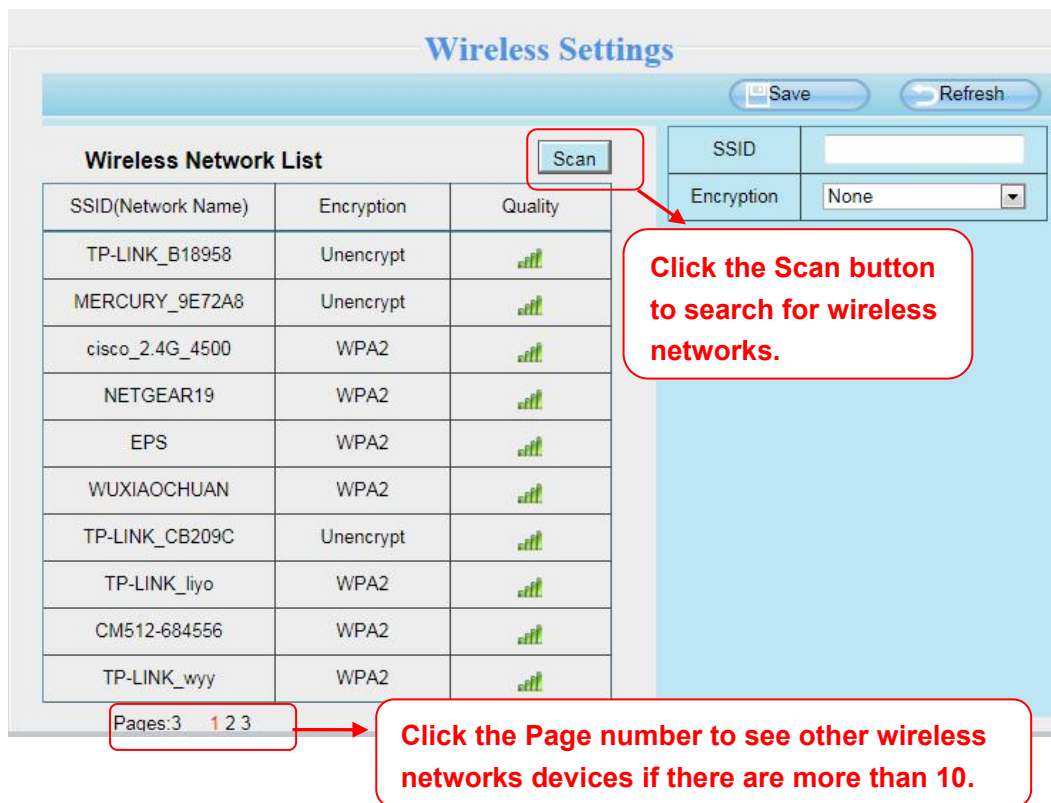 Wireless Settings
Save Refresh
Wireless Network List Scan
SSID
Encryption None
SSID(Network Name) Encryption Quality
TP-LINK_B18958 Unencrypt
MERCURY_9E72A8 Unencrypt
cisco_2.4G_4500 WPA2
NETGEAR19 WPA2
EPS WPA2
WUXIAOCHUAN WPA2
TP-LINK_CB209C Unencrypt
TP-LINK_liyo WPA2
CM512-684556 WPA2
TP-LINK_wyy WPA2
Pages:3 1 2 3
Click the Scan button
to search for wireless
networks.
Click the Page number to see other wireless
networks devices if there are more than 10.